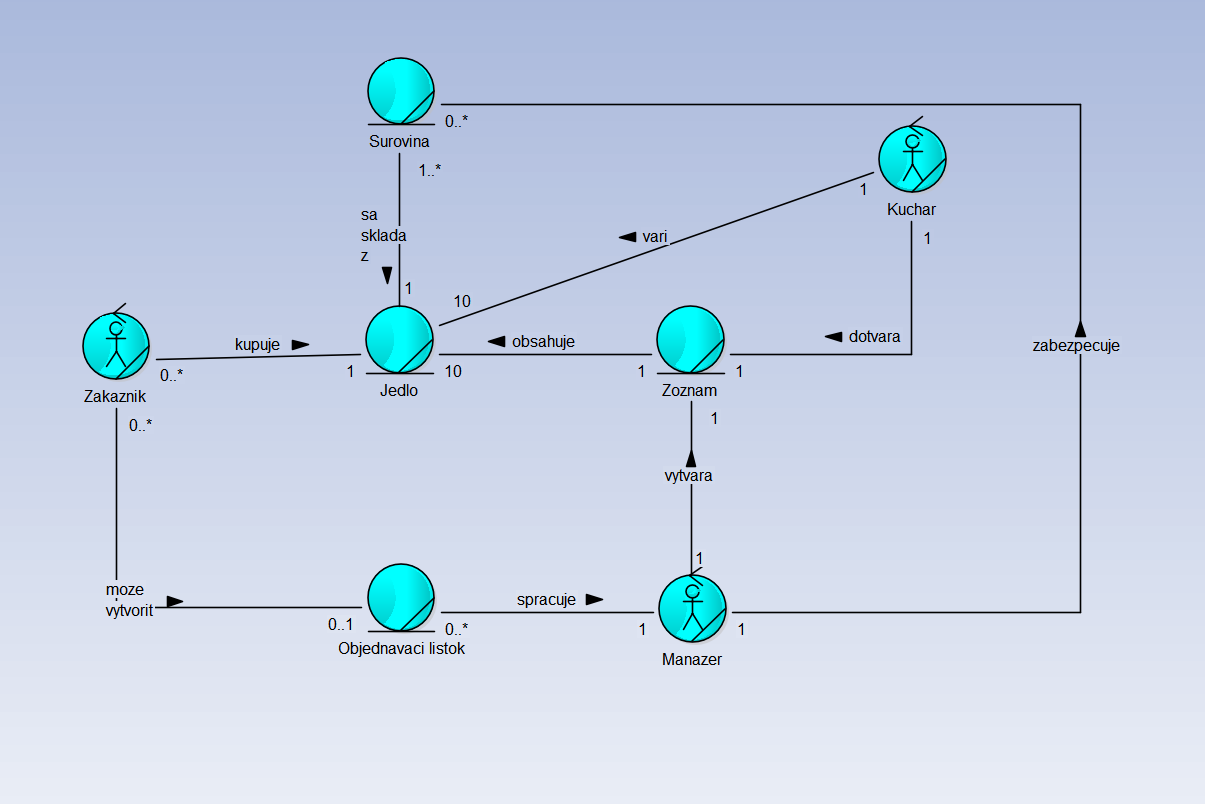 0..*
Surovina
1..*
1
Kuchar
1
sa
sklada
z
vari
1
10
kupuje
obsahuje
dotvara
zabezpecuje
0..*
1
10
1
1
Zakaznik
Jedlo
Zoznam
0..*
1
vytvara
1
moze
vytvorit
spracuje
0..1
0..*
1
1
Objednavaci listok
Manazer